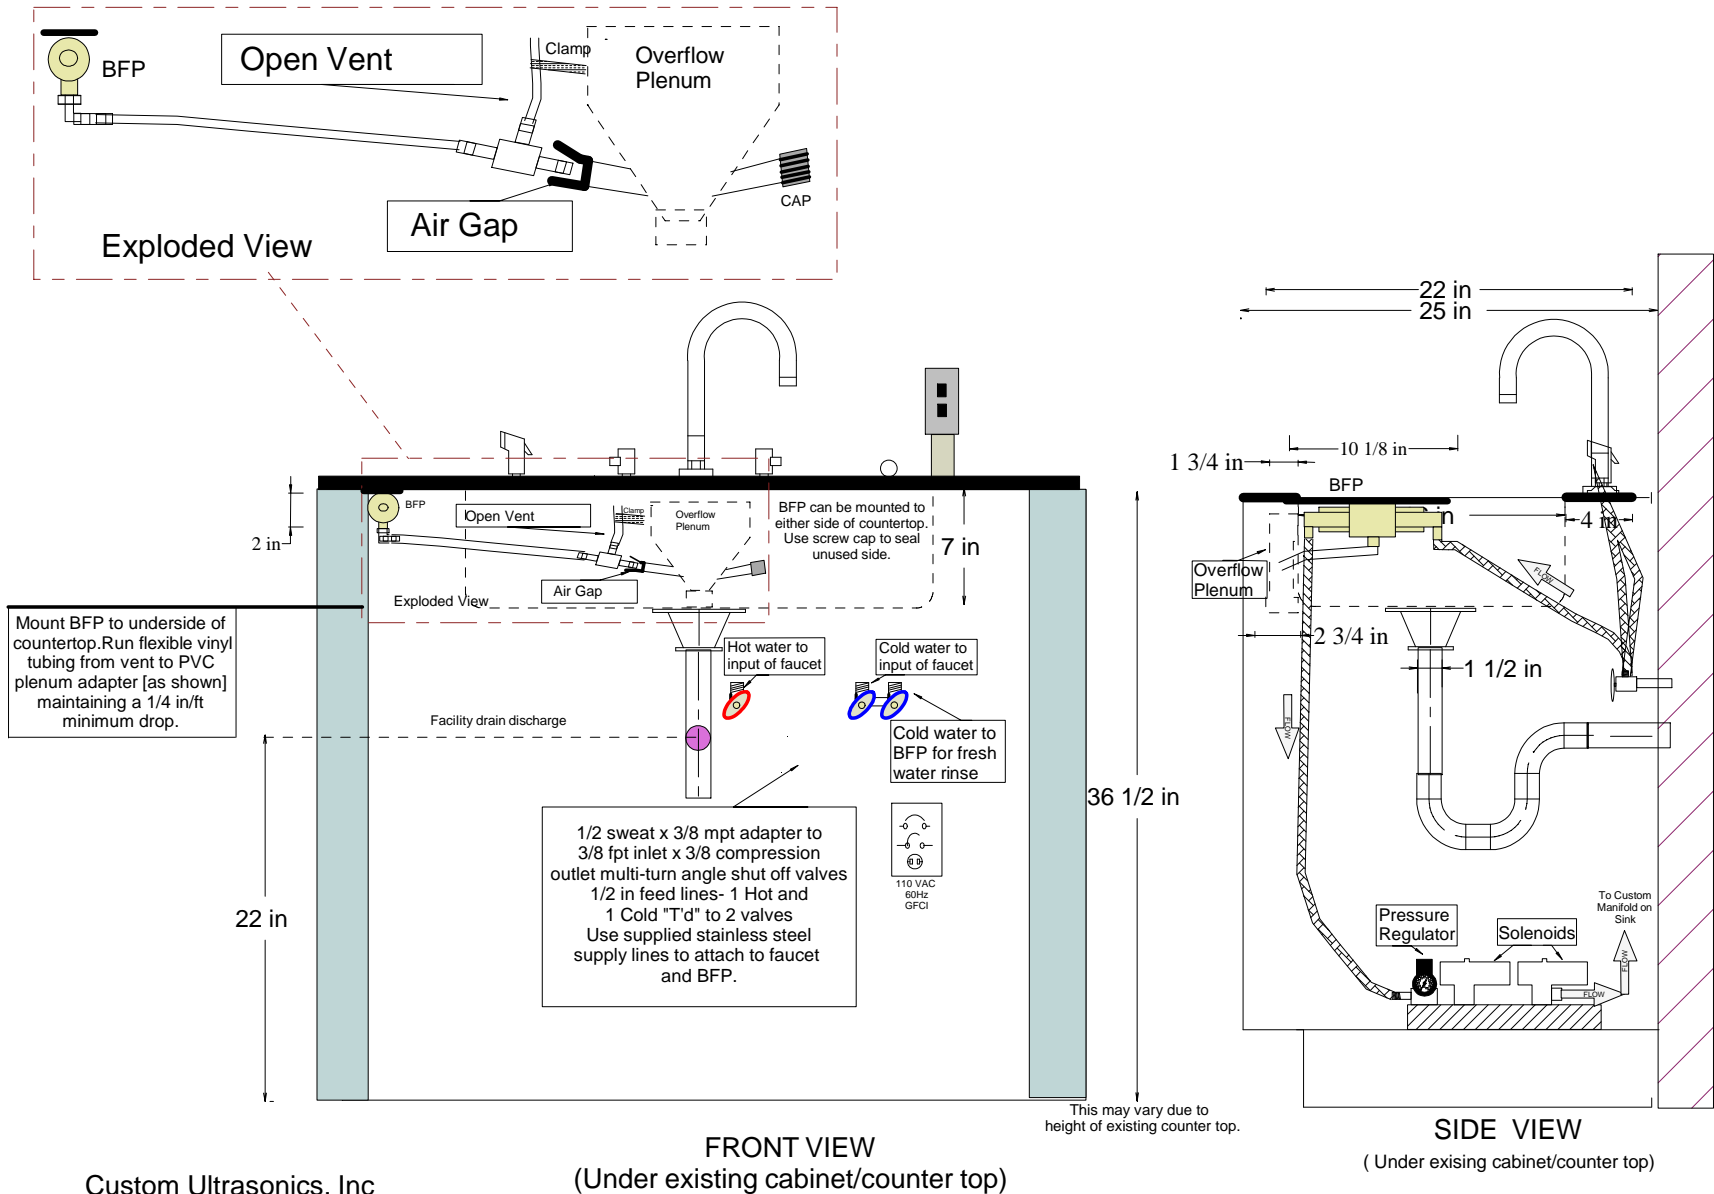 BFP
Open Vent
Clamp
Overflow
Plenum
Air Gap
CAP
Exploded View
22 in
25 in
10 1/8 in
1 3/4 in
BFP
in
4 in
Overflow
Plenum
FLOW
2 3/4 in
1 1/2 in
FLOW
BFP
Open Vent
Clamp
Overflow
Plenum
BFP can be mounted to
either side of countertop.
Use screw cap to seal
unused side.
7 in
2 in
Air Gap
Exploded View
Mount BFP to underside of
countertop.Run flexible vinyl
tubing from vent to PVC
plenum adapter [as shown]
maintaining a 1/4 in/ft
minimum drop.
Hot water to
input of faucet
Cold water to
input of faucet
Facility drain discharge
Cold water to
BFP for fresh
water rinse
36 1/2 in
1/2 sweat x 3/8 mpt adapter to
3/8 fpt inlet x 3/8 compression
outlet multi-turn angle shut off valves
1/2 in feed lines- 1 Hot and
1 Cold "T'd" to 2 valves
Use supplied stainless steel
supply lines to attach to faucet
and BFP.
110 VAC
60Hz
GFCI
22 in
To Custom
Manifold on
Sink
Pressure
Regulator
Solenoids
FLOW
FLOW
This may vary due to
height of existing counter top.
FRONT VIEW
(Under existing cabinet/counter top)
SIDE VIEW
( Under exising cabinet/counter top)
Custom Ultrasonics, Inc